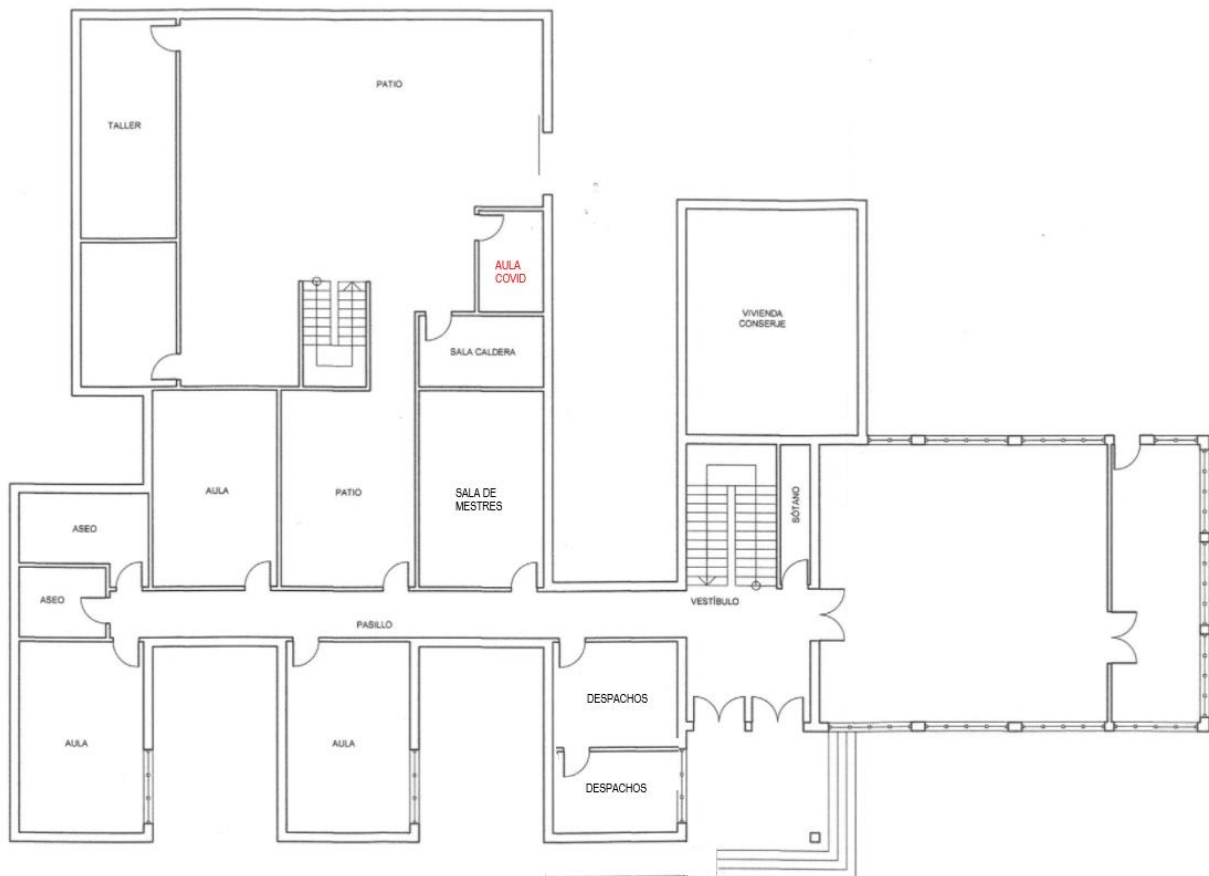 PATIO
TALLER
AULA
COVID
VIVIENDA
CONSERJE
SALA CALDERA
AULA
PATIO
SALA DE
MESTRES
SÓTANO
ASEO
ASEO
VESTÍBULO
PASILLO
DESPACHOS
AULA
AULA
DESPACHOS